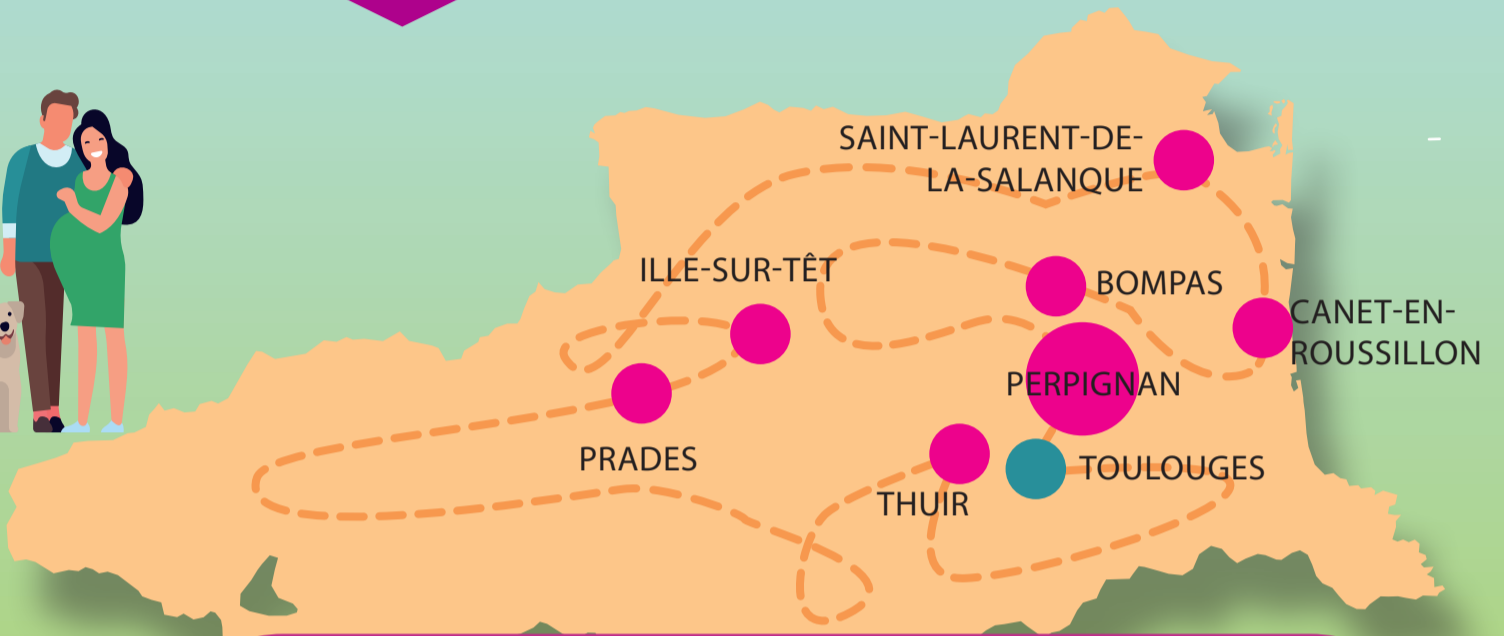 SAINT-LAURENT-DE-
LA-SALANQUE
ILLE-SUR-TÊT
BOMPAS
CANET-EN-
ROUSSILLON
PERPIGNAN
PRADES
TOULOUGES
THUIR